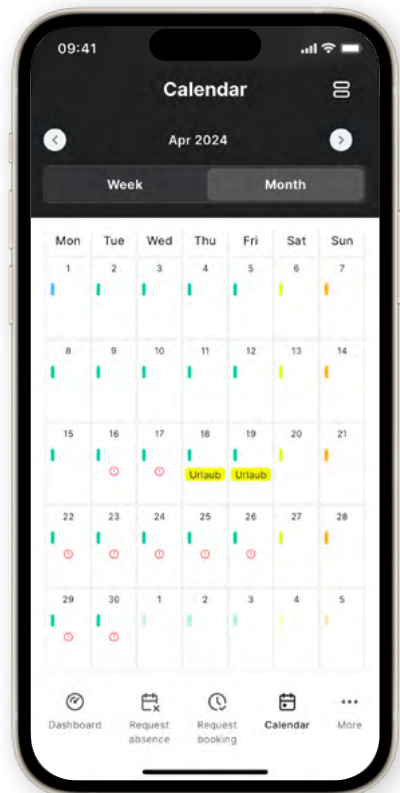 09:41
Calendar
Apr 2024
Week Month
Mon Tue Wed Thu Fri Sat Sun
1 2 3 4 5 6 7
8 9 10 11 12 13 14
15 16 17 18 19 20 21
Urlaub Urlaub
22 23 24 25 26 27 28
29 30 1 2 3 4 5
Dashboard Request absence Request booking Calendar More